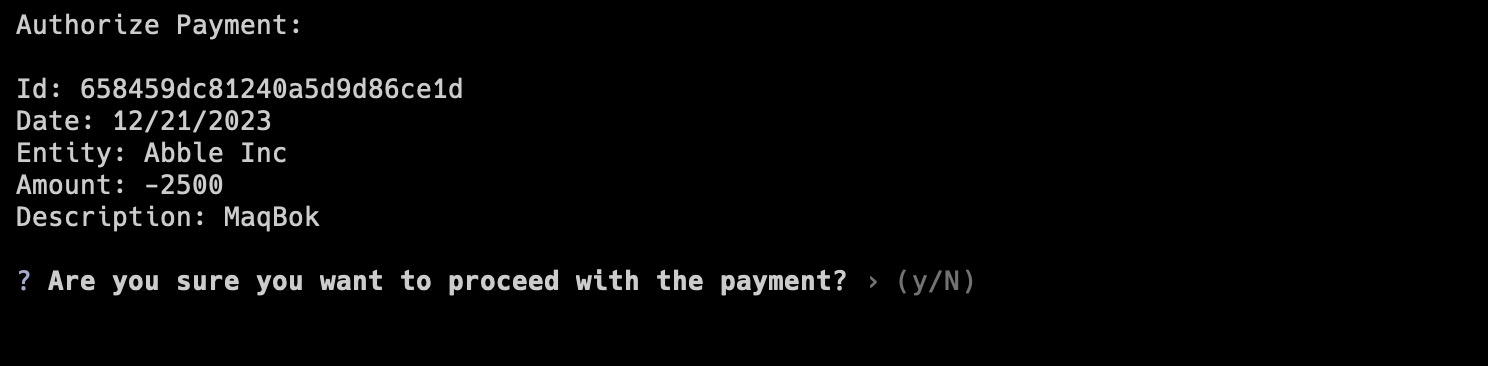 Authorize Payment:
Id: 658459dc81240a5d9d86ce1d
Date: 12/21/2023
Entity: Abble Inc
Amount: -2500
Description: MaqBok
? Are you sure you want to proceed with the payment? › (y/N)